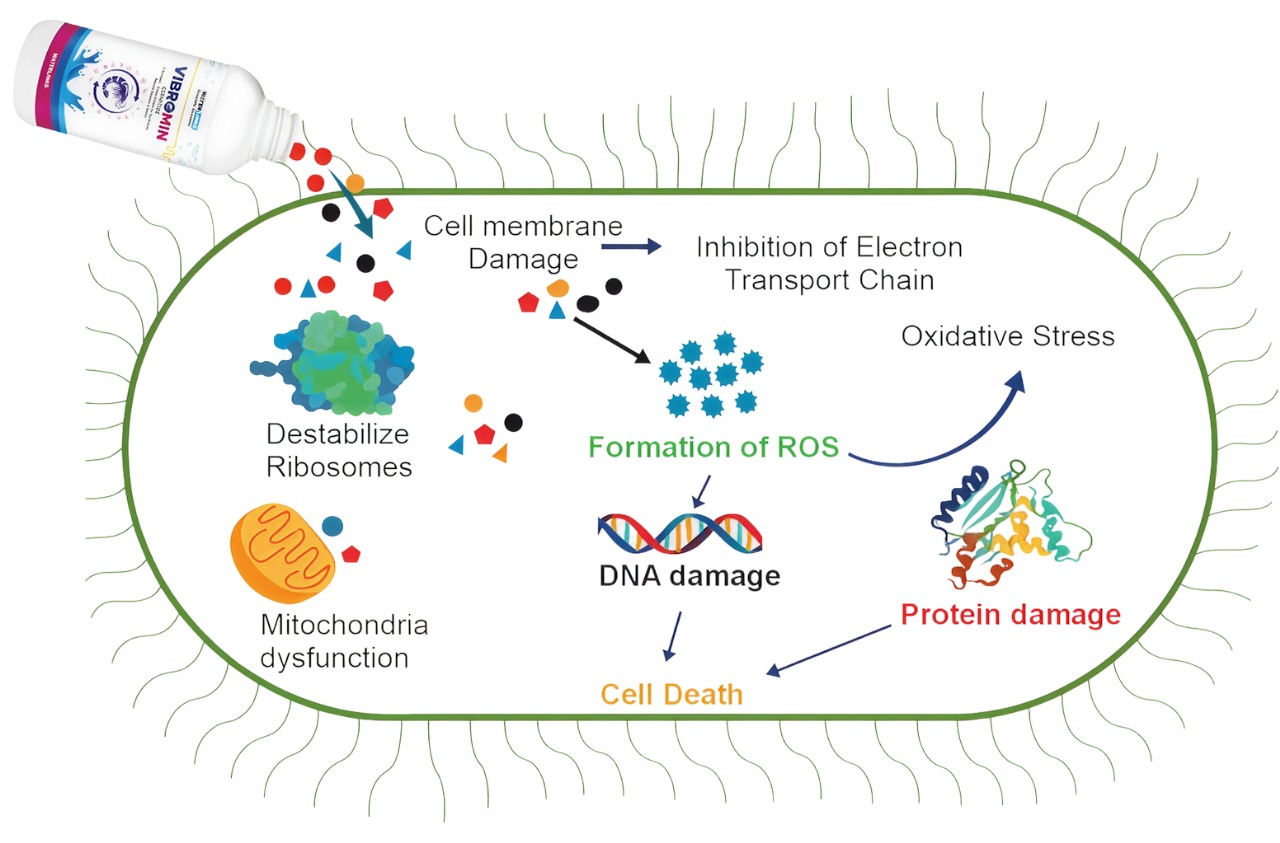 VIBROMIN
Cell membrane
Damage
Inhibition of Electron
Transport Chain
Oxidative Stress
Destabilize
Ribosomes
Formation of ROS
DNA damage
Protein damage
Mitochondria
dysfunction
Cell Death